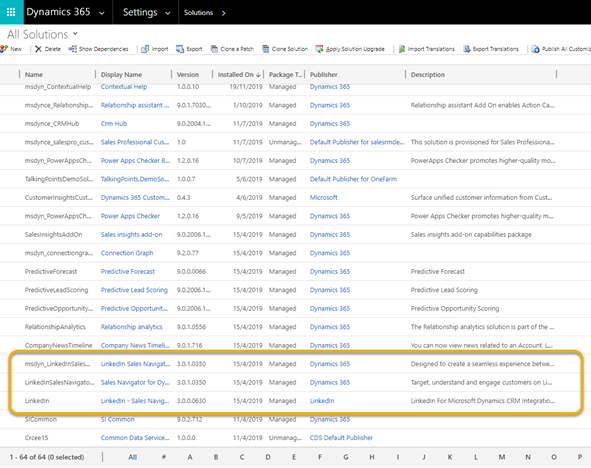 Dynamics 365 Settings Solutions
All Solutions
New Delete Show Dependencies Import Export Clone a Patch Clone Solution Apply Solution Upgrade Import Translations Export Translations Publish All Customiz
Name Display Name Version Installed On ↓ Package T... Publisher Description
msdyn_ContextualHelp Contextual Help 1.0.0.10 19/11/2019 Managed Dynamics 365
msdynce_Relationship... Relationship assistant ... 9.0.1.7030... 1/10/2019 Managed Dynamics 365 Relationship assistant Add On enables Action Ca...
msdynce_CRMHub Crm Hub 9.0.2004.1... 11/7/2019 Managed Dynamics 365
msdynce_salespro_cus... Sales Professional Cus... 1.0 11/7/2019 Unmanag... Default Publisher for salesrmde... This solution is provisioned for Sales Professiona...
msdyn_PowerAppsCh... Power Apps Checker B... 1.2.0.16 10/7/2019 Managed Dynamics 365 PowerApps Checker promotes higher-quality mo...
TalkingPointsDemoSol... TalkingPoints.DemoSo... 1.0.0.7 5/6/2019 Managed Default Publisher for OneFarm
CustomerInsightsCust... Dynamics 365 Custom... 0.4.3 4/6/2019 Managed Microsoft Surface unified customer information from Cust...
msdyn_PowerAppsCh... Power Apps Checker 1.2.0.16 9/5/2019 Managed Dynamics 365 PowerApps Checker promotes higher-quality mo...
SalesInsightsAddOn Sales insights add-on 9.0.2006.1... 15/4/2019 Managed Dynamics 365 Sales insights add-on capabilities package
msdyn_connectiongra... Connection Graph 9.2.0.77 15/4/2019 Managed Dynamics 365
PredictiveForecast Predictive Forecast 9.0.0.0066 15/4/2019 Managed Dynamics 365 Predictive Forecast
PredictiveLeadScoring Predictive Lead Scoring 9.0.2006.1... 15/4/2019 Managed Dynamics 365 Predictive Lead Scoring
PredictiveOpportunity... Predictive Opportunit... 9.0.2006.1... 15/4/2019 Managed Dynamics 365 Predictive Opportunity Scoring
RelationshipAnalytics Relationship analytics 9.0.1.0556 15/4/2019 Managed Dynamics 365 The Relationship analytics solution is part of the ...
CompanyNewsTimeline Company News Timeli... 9.0.1.716 15/4/2019 Managed Dynamics 365 You can now view news related to an Account, L...
msdyn_LinkedInSales... LinkedIn Sales Navigat... 3.0.1.0350 15/4/2019 Managed Dynamics 365 Designed to create a seamless experience betwe...
LinkedInSalesNavigato... Sales Navigator for Dy... 3.0.1.0350 15/4/2019 Managed Dynamics 365 Target, understand and engage customers on Li...
LinkedIn LinkedIn - Sales Navig... 3.0.0.0630 15/4/2019 Managed LinkedIn LinkedIn For Microsoft Dynamics CRM Integratio...
SICommon SI Common 9.0.2.712 11/4/2019 Managed Dynamics 365
Crcee15 Common Data Service... 1.0.0.0 11/4/2019 Unmanag... CDS Default Publisher
1 - 64 of 64 (0 selected) All # A B C D E F G H I J K L M N O P